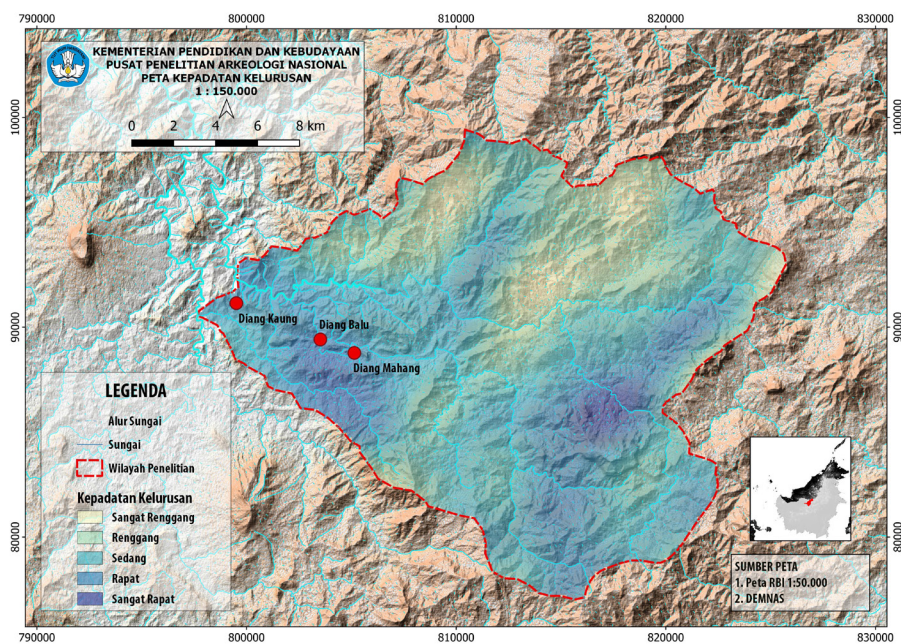 790000 800000 810000 820000 830000
KEMENTERIAN PENDIDIKAN DAN KEBUDAYAAN
PUSAT PENELITIAN ARKEOLOGI NASIONAL
PETA KEPADATAN KELURUSAN
1 : 150.000
0 2 4 6 8 km
100000 100000
90000 90000
Diang Kaung
Diang Balu
Diang Mahang
LEGENDA
Alur Sungai
Sungai
Wilayah Penelitian
Kepadatan Kelurusan
Sangat Renggang
Renggang
Sedang
Rapat
Sangat Rapat
80000 80000
SUMBER PETA
1. Peta RBI 1:50.000
2. DEMNAS
790000 800000 810000 820000 830000